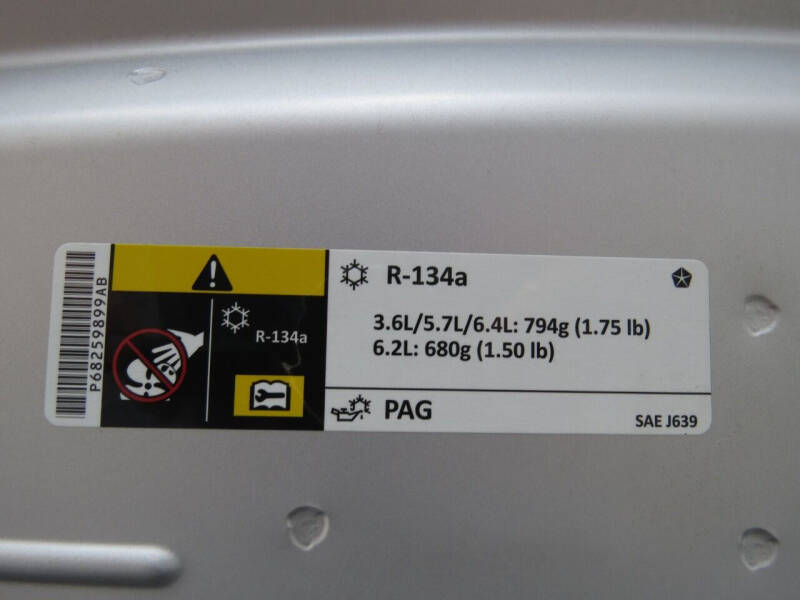 P68259899AB
R-134a
R-134a
3.6L/5.7L/6.4L: 794g (1.75 lb)
6.2L: 680g (1.50 lb)
PAG
SAE J639